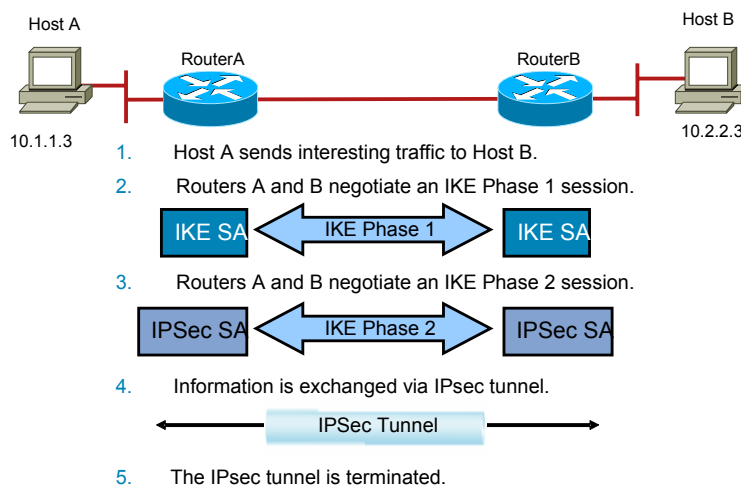 Host A
Host B
RouterA
RouterB
10.1.1.3
10.2.2.3
1. Host A sends interesting traffic to Host B.
2. Routers A and B negotiate an IKE Phase 1 session.
IKE SA
IKE Phase 1
IKE SA
3. Routers A and B negotiate an IKE Phase 2 session.
IPSec SA
IKE Phase 2
IPSec SA
4. Information is exchanged via IPsec tunnel.
IPSec Tunnel
5. The IPsec tunnel is terminated.